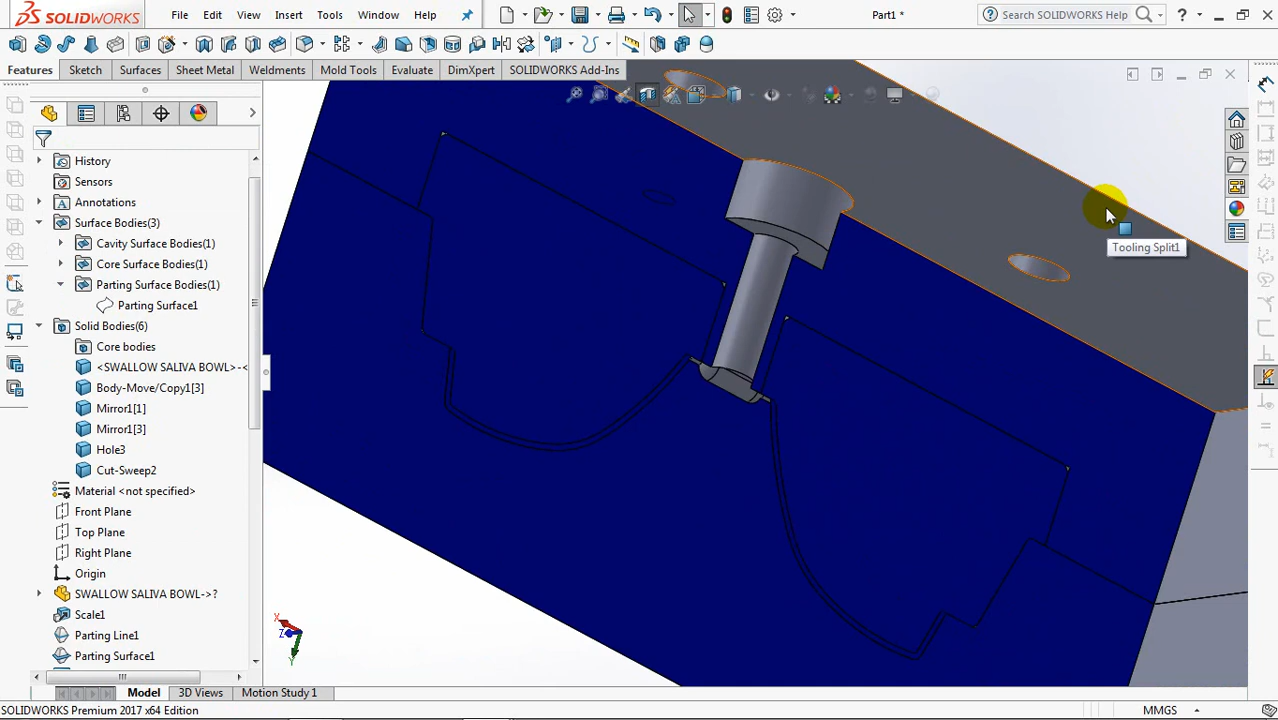 SOLIDWORKS File Edit View Insert Tools Window Help Part1 * Search SOLIDWORKS Help
Features Sketch Surfaces Sheet Metal Weldments Mold Tools Evaluate DimXpert SOLIDWORKS Add-Ins
History
Sensors
Annotations
Surface Bodies(3)
Cavity Surface Bodies(1)
Core Surface Bodies(1)
Parting Surface Bodies(1)
Parting Surface1
Solid Bodies(6)
Core bodies
<SWALLOW SALIVA BOWL>-<
Body-Move/Copy1[3]
Mirror1[1]
Mirror1[3]
Hole3
Cut-Sweep2
Material <not specified>
Front Plane
Top Plane
Right Plane
Origin
SWALLOW SALIVA BOWL->?
Scale1
Parting Line1
Parting Surface1
Tooling Split1
X
Z
Y
Model 3D Views Motion Study 1
SOLIDWORKS Premium 2017 x64 Edition MMGS